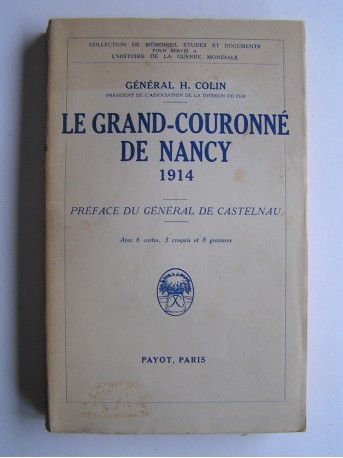 COLLECTION DE MÉMOIRES, ÉTUDES ET DOCUMENTS
POUR SERVIR A
L'HISTOIRE DE LA GUERRE MONDIALE
GÉNÉRAL H. COLIN
PRÉSIDENT DE L'ASSOCIATION DE LA DIVISION DE FER
LE GRAND-COURONNÉ
DE NANCY
1914
PRÉFACE DU GÉNÉRAL DE CASTELNAU
Avec 6 cartes, 3 croquis et 8 gravures
PAYOT, PARIS